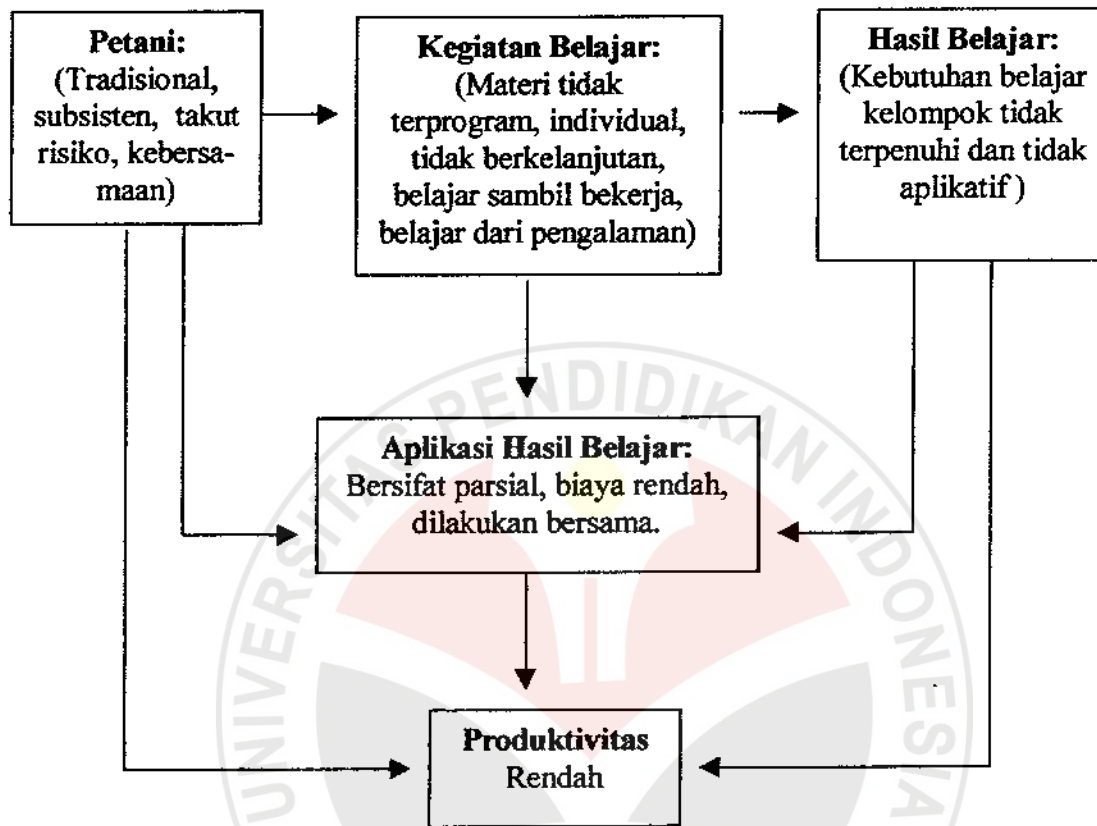 Petani:
(Tradisional,
subsisten, takut
risiko, kebersa-
maan)
Kegiatan Belajar:
(Materi tidak
terprogram, individual,
tidak berkelanjutan,
belajar sambil bekerja,
belajar dari pengalaman)
Hasil Belajar:
(Kebutuhan belajar
kelompok tidak
terpenuhi dan tidak
aplikatif )
Aplikasi Hasil Belajar:
Bersifat parsial, biaya rendah,
dilakukan bersama.
Produktivitas
Rendah
UNIVERSITAS PENDIDIKAN INDONESIA